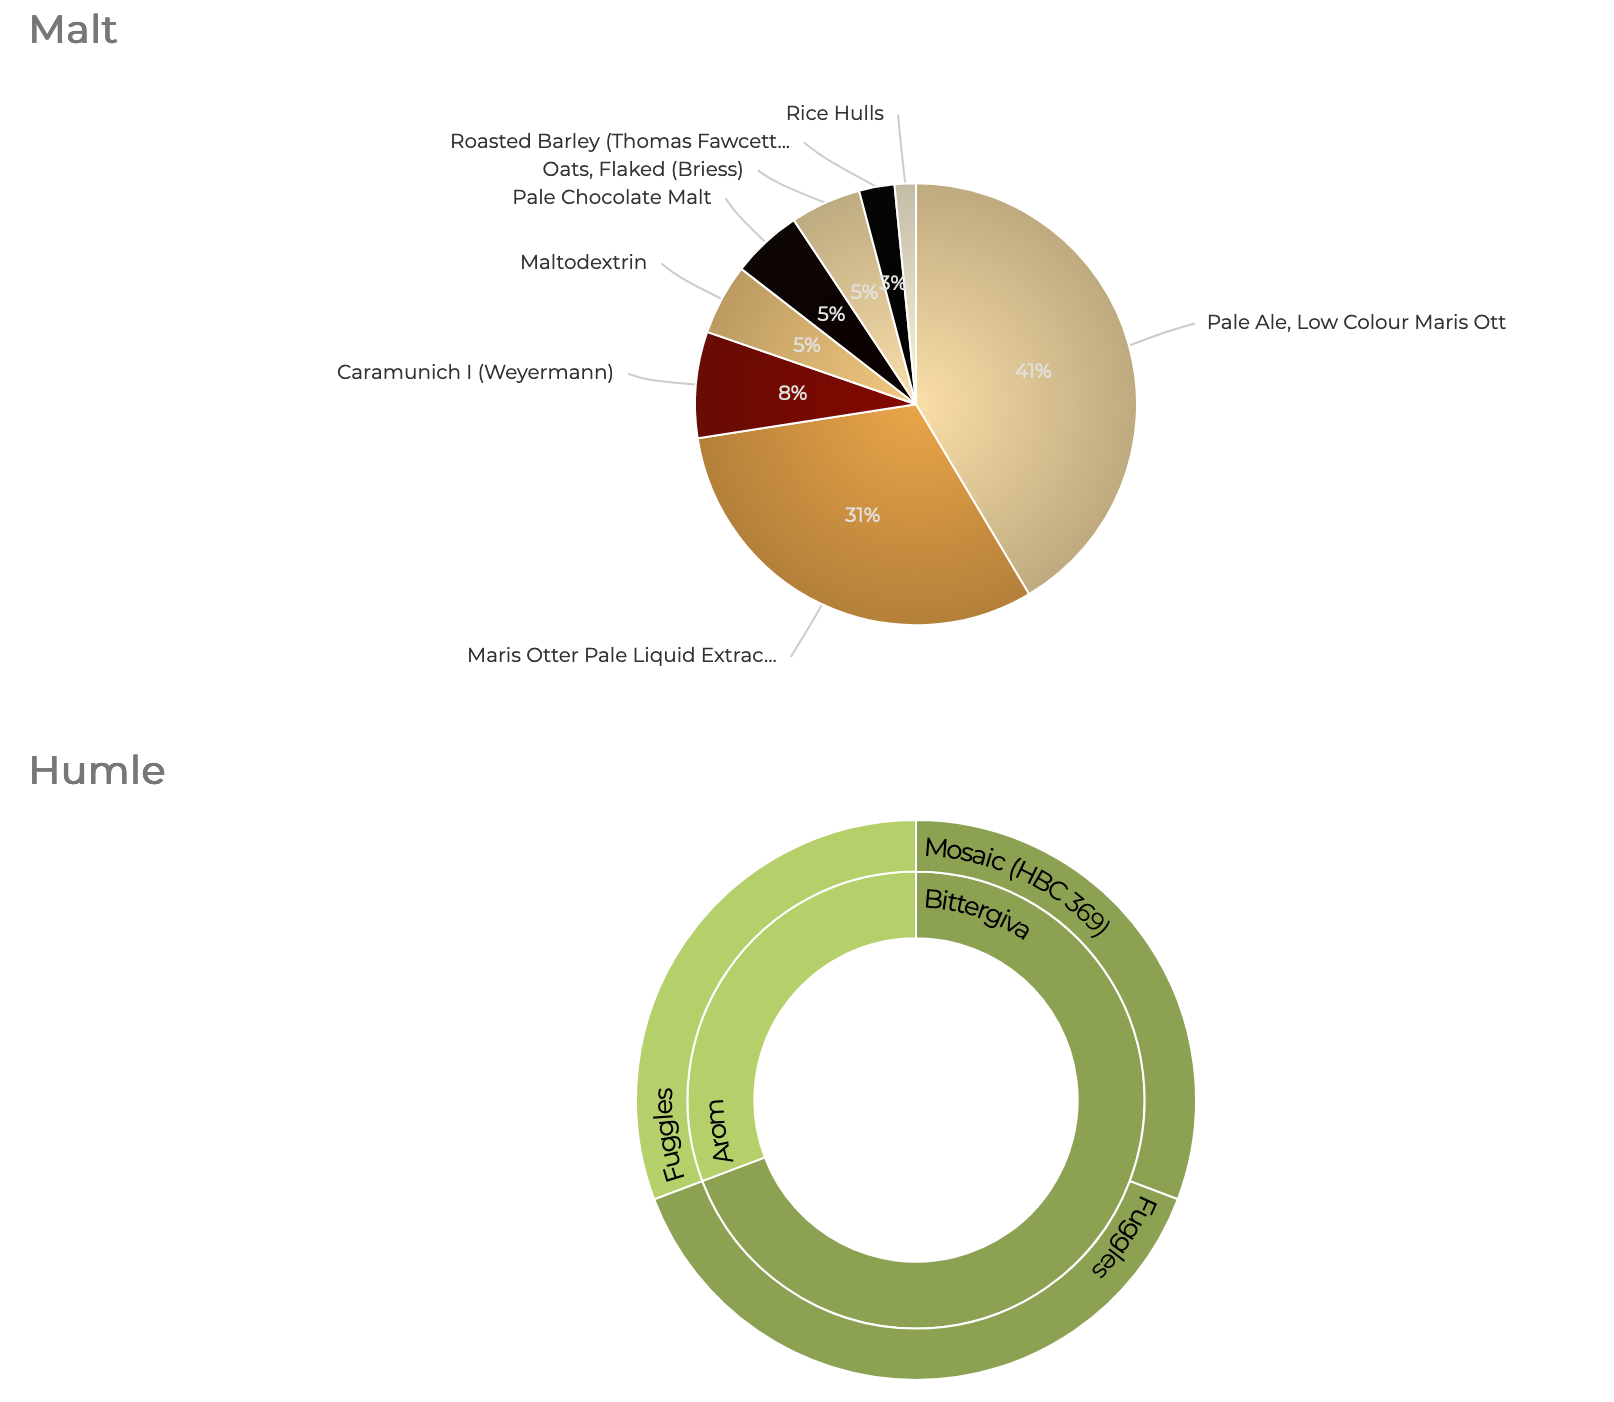 Malt
Rice Hulls
Roasted Barley (Thomas Fawcett...
Oats, Flaked (Briess)
Pale Chocolate Malt
Maltodextrin
Caramunich I (Weyermann)
Maris Otter Pale Liquid Extrac...
Pale Ale, Low Colour Maris Ott
3%
5%
5%
5%
8%
31%
41%
Humle
Mosaic (HBC 369)
Bittergiva
Fuggles
Arom
Fuggles